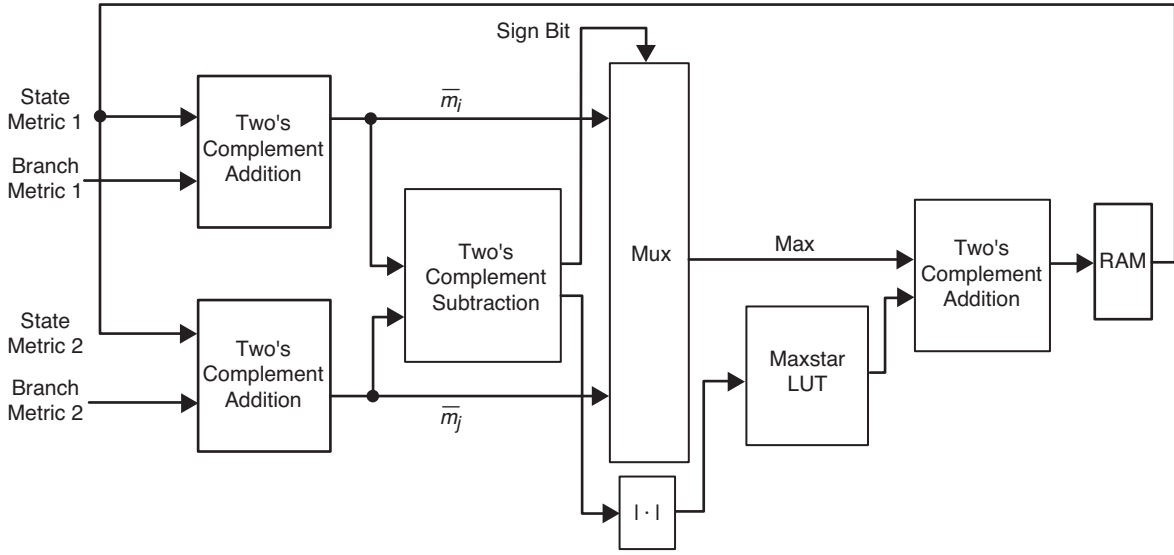 Sign Bit
State
Metric 1
Branch
Metric 1
Two's
Complement
Addition
m̅i
Two's
Complement
Subtraction
Mux
Max
Two's
Complement
Addition
RAM
State
Metric 2
Branch
Metric 2
Two's
Complement
Addition
m̅j
Maxstar
LUT
| · |